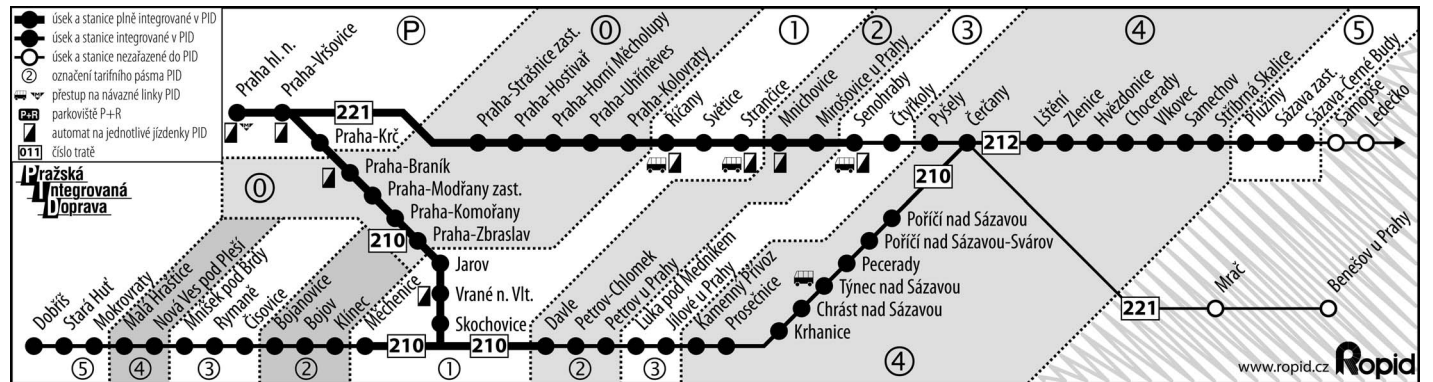 úsek a stanice plně integrované v PID
úsek a stanice integrované v PID
úsek a stanice nezařazené do PID
② označení tarifního pásma PID
přestup na návazné linky PID
P+R parkoviště P+R
automat na jednotlivé jízdenky PID
011 číslo tratě
Pražská
Integrovaná
Doprava
P
0
1
2
3
4
5
Praha hl. n.
Praha-Vršovice
221
Praha-Strašnice zast.
Praha-Hostivař
Praha-Horní Měcholupy
Praha-Uhříněves
Praha-Kolovraty
Říčany
Světice
Strančice
Mnichovice
Mirošovice u Prahy
Senohraby
Čtyřkoly
Pyšely
Čerčany
212
Lštění
Zlenice
Hvězdonice
Chocerady
Vlkovec
Samechov
Stříbrná Skalice
Plužiny
Sázava zast.
Sázava-Černé Budy
Samopše
Ledečko
Praha-Krč
0
Praha-Braník
Praha-Modřany zast.
Praha-Komořany
Praha-Zbraslav
210
Jarov
Vrané n. Vlt.
Skochovice
210
Poříčí nad Sázavou
Poříčí nad Sázavou-Svárov
Pecerady
Týnec nad Sázavou
Chrást nad Sázavou
Krhanice
Mrač
Benešov u Prahy
221
Dobříš
Stará Huť
Mokrovraty
Malá Hraštice
Nová Ves pod Pleší
Mníšek pod Brdy
Rymaně
Čisovice
Bojanovice
Bojov
Klínec
Měchenice
210
210
Davle
Petrov-Chlomek
Petrov u Prahy
Luka pod Medníkem
Jílové u Prahy
Kamenný Přívoz
Prosečnice
5
4
3
2
1
2
3
4
www.ropid.cz Ropid